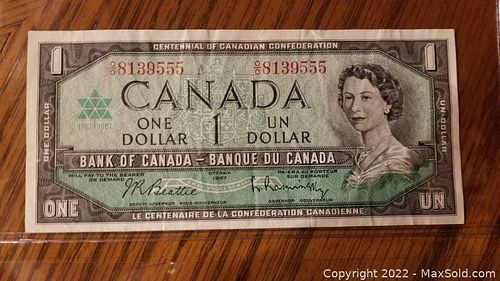 CENTENNIAL OF CANADIAN CONFEDERATION
1 O/O 8139555 O/O 8139555 1
CANADA
1867 1967
ONE 1 UN
DOLLAR DOLLAR
ONE DOLLAR
UN DOLLAR
BANK OF CANADA – BANQUE DU CANADA
WILL PAY TO THE BEARER ON DEMAND
OTTAWA
1967
PAIERA AU PORTEUR SUR DEMANDE
J.R. Beattie L. Rasminsky
DEPUTY GOVERNOR SOUS-GOUVERNEUR GOVERNOR GOUVERNEUR
ONE LE CENTENAIRE DE LA CONFÉDÉRATION CANADIENNE UN
Copyright © 2022 - MaxSold.com